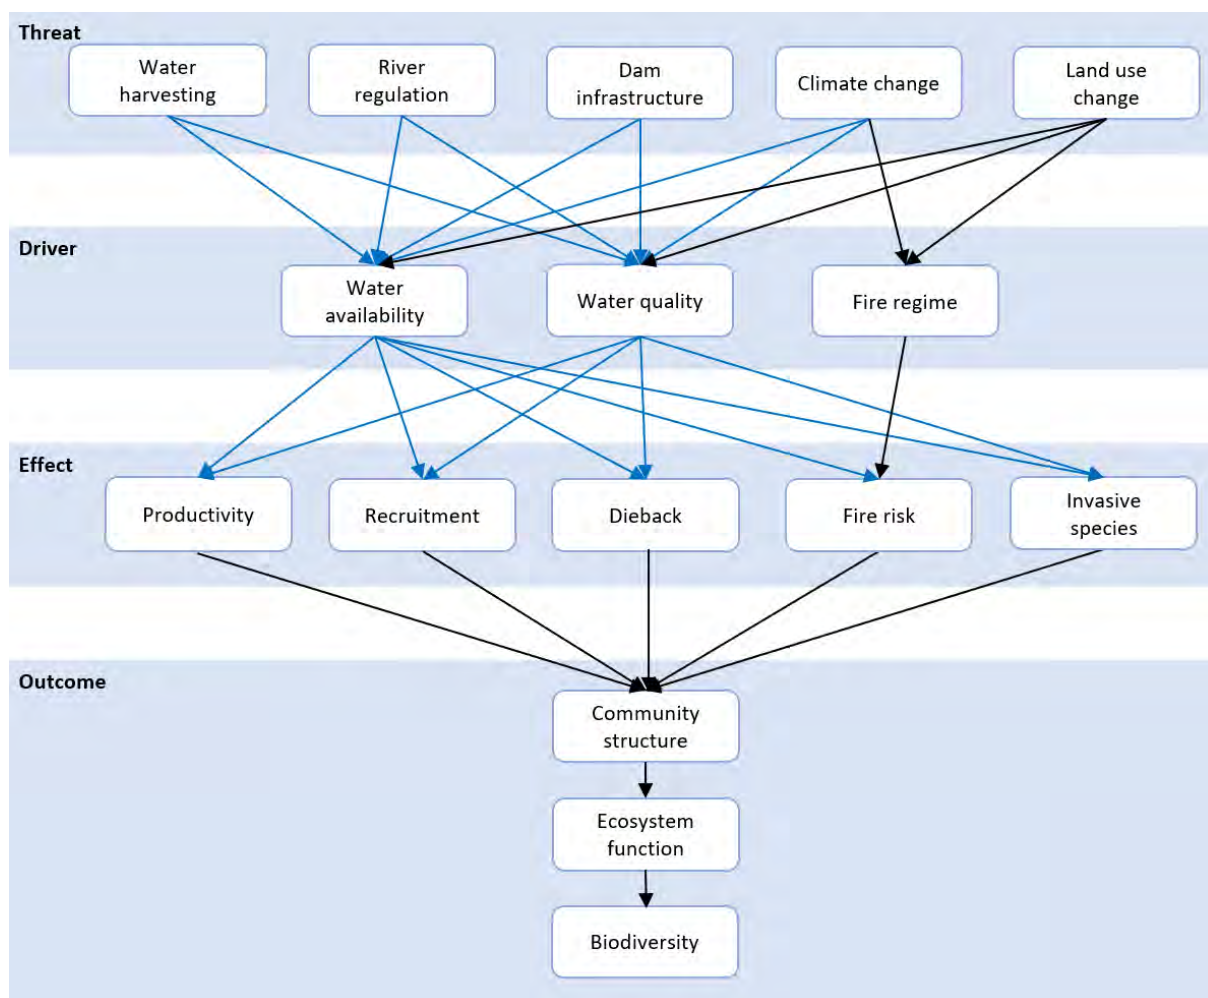 Threat
Water
harvesting
River
regulation
Dam
infrastructure
Climate change
Land use
change
Driver
Water
availability
Water quality
Fire regime
Effect
Productivity
Recruitment
Dieback
Fire risk
Invasive
species
Outcome
Community
structure
Ecosystem
function
Biodiversity